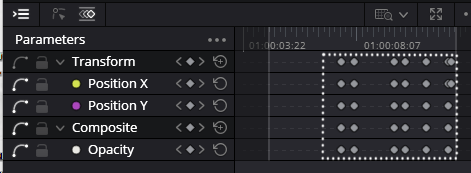 Parameters
01:00:03:22
01:00:08:07
Transform
Position X
Position Y
Composite
Opacity